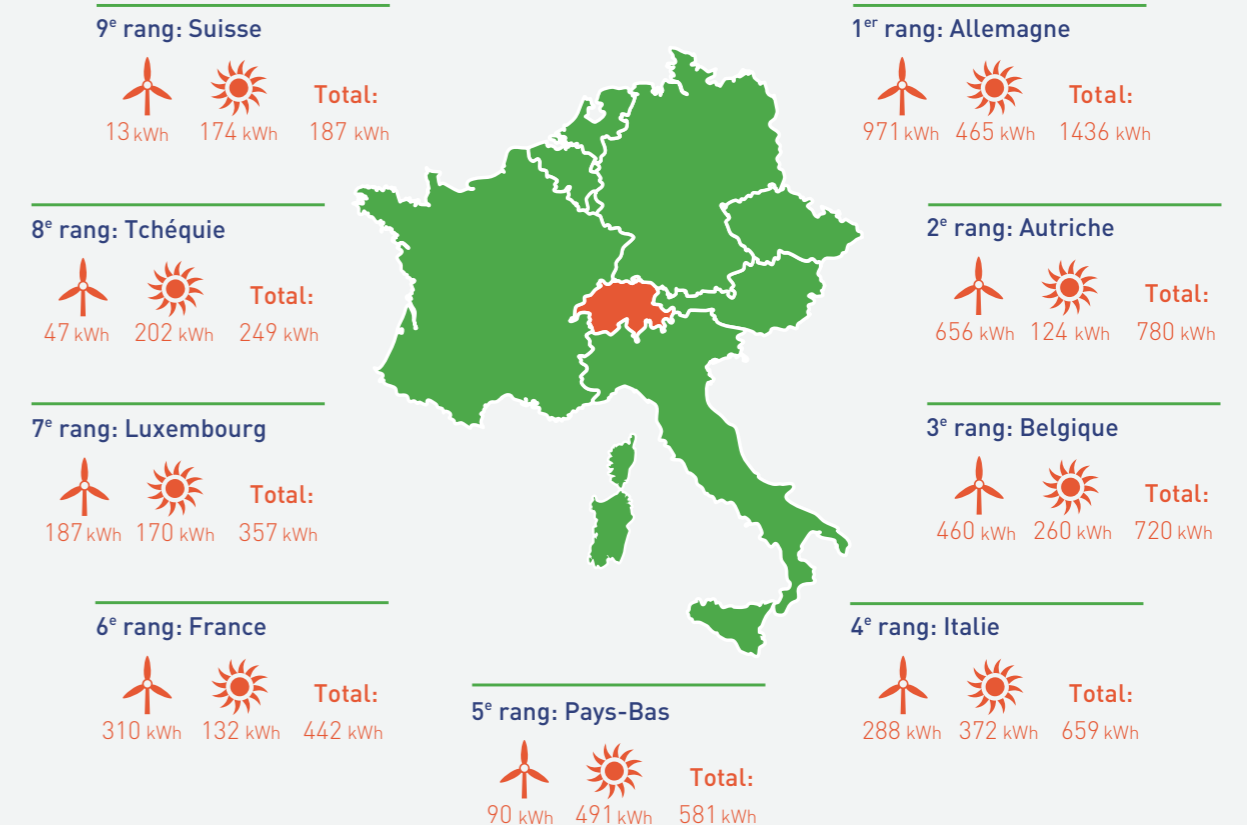 9e rang: Suisse
Total:
13 kWh 174 kWh 187 kWh
1er rang: Allemagne
Total:
971 kWh 465 kWh 1436 kWh
8e rang: Tchéquie
Total:
47 kWh 202 kWh 249 kWh
2e rang: Autriche
Total:
656 kWh 124 kWh 780 kWh
7e rang: Luxembourg
Total:
187 kWh 170 kWh 357 kWh
3e rang: Belgique
Total:
460 kWh 260 kWh 720 kWh
6e rang: France
Total:
310 kWh 132 kWh 442 kWh
4e rang: Italie
Total:
288 kWh 372 kWh 659 kWh
5e rang: Pays-Bas
Total:
90 kWh 491 kWh 581 kWh